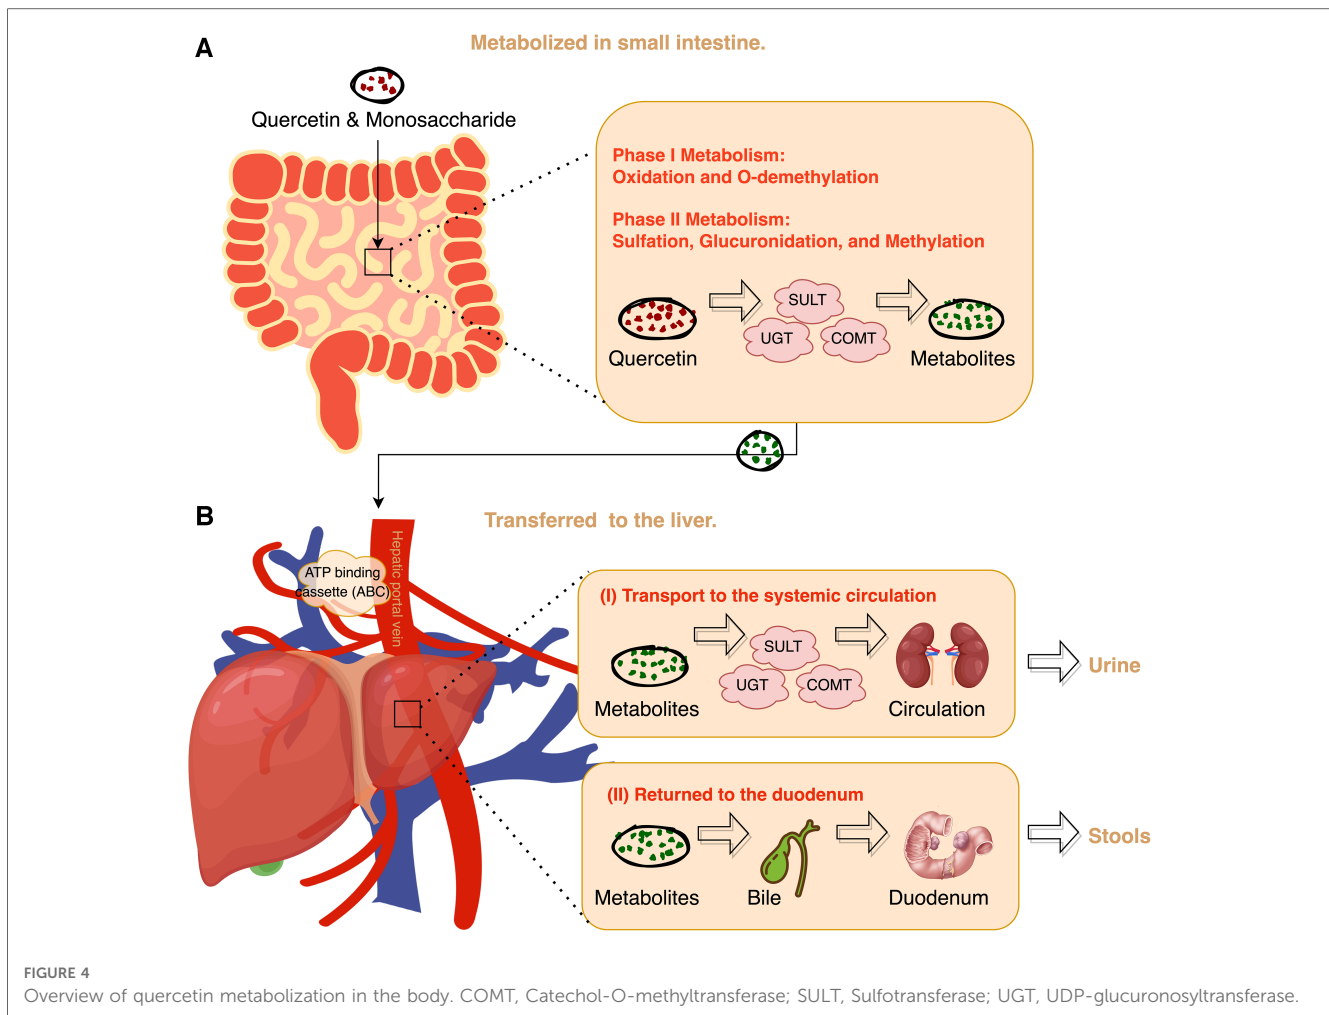 A
Metabolized in small intestine.
Quercetin & Monosaccharide
Phase I Metabolism:
Oxidation and O-demethylation
Phase II Metabolism:
Sulfation, Glucuronidation, and Methylation
SULT
UGT
COMT
Quercetin
Metabolites
B
Transferred to the liver.
Hepatic portal vein
ATP binding
cassette (ABC)
(I) Transport to the systemic circulation
SULT
UGT
COMT
Metabolites
Circulation
Urine
(II) Returned to the duodenum
Metabolites
Bile
Duodenum
Stools
FIGURE 4
Overview of quercetin metabolization in the body. COMT, Catechol-O-methyltransferase; SULT, Sulfotransferase; UGT, UDP-glucuronosyltransferase.